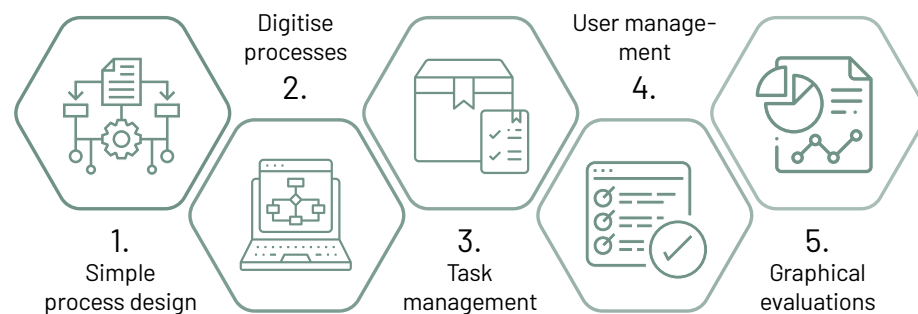 1.
Simple
process design
Digitise
processes
2.
3.
Task
management
User manage-
ment
4.
5.
Graphical
evaluations